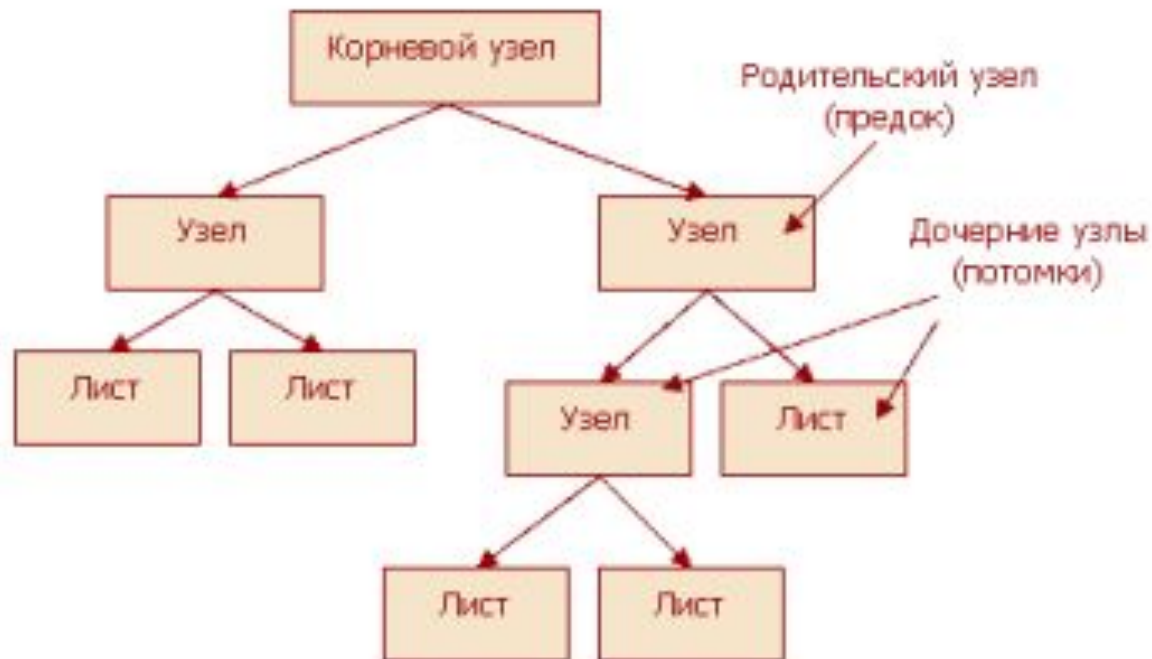 Корневой узел
Родительский узел
(предок)
Узел
Узел
Дочерние узлы
(потомки)
Лист
Лист
Узел
Лист
Лист
Лист